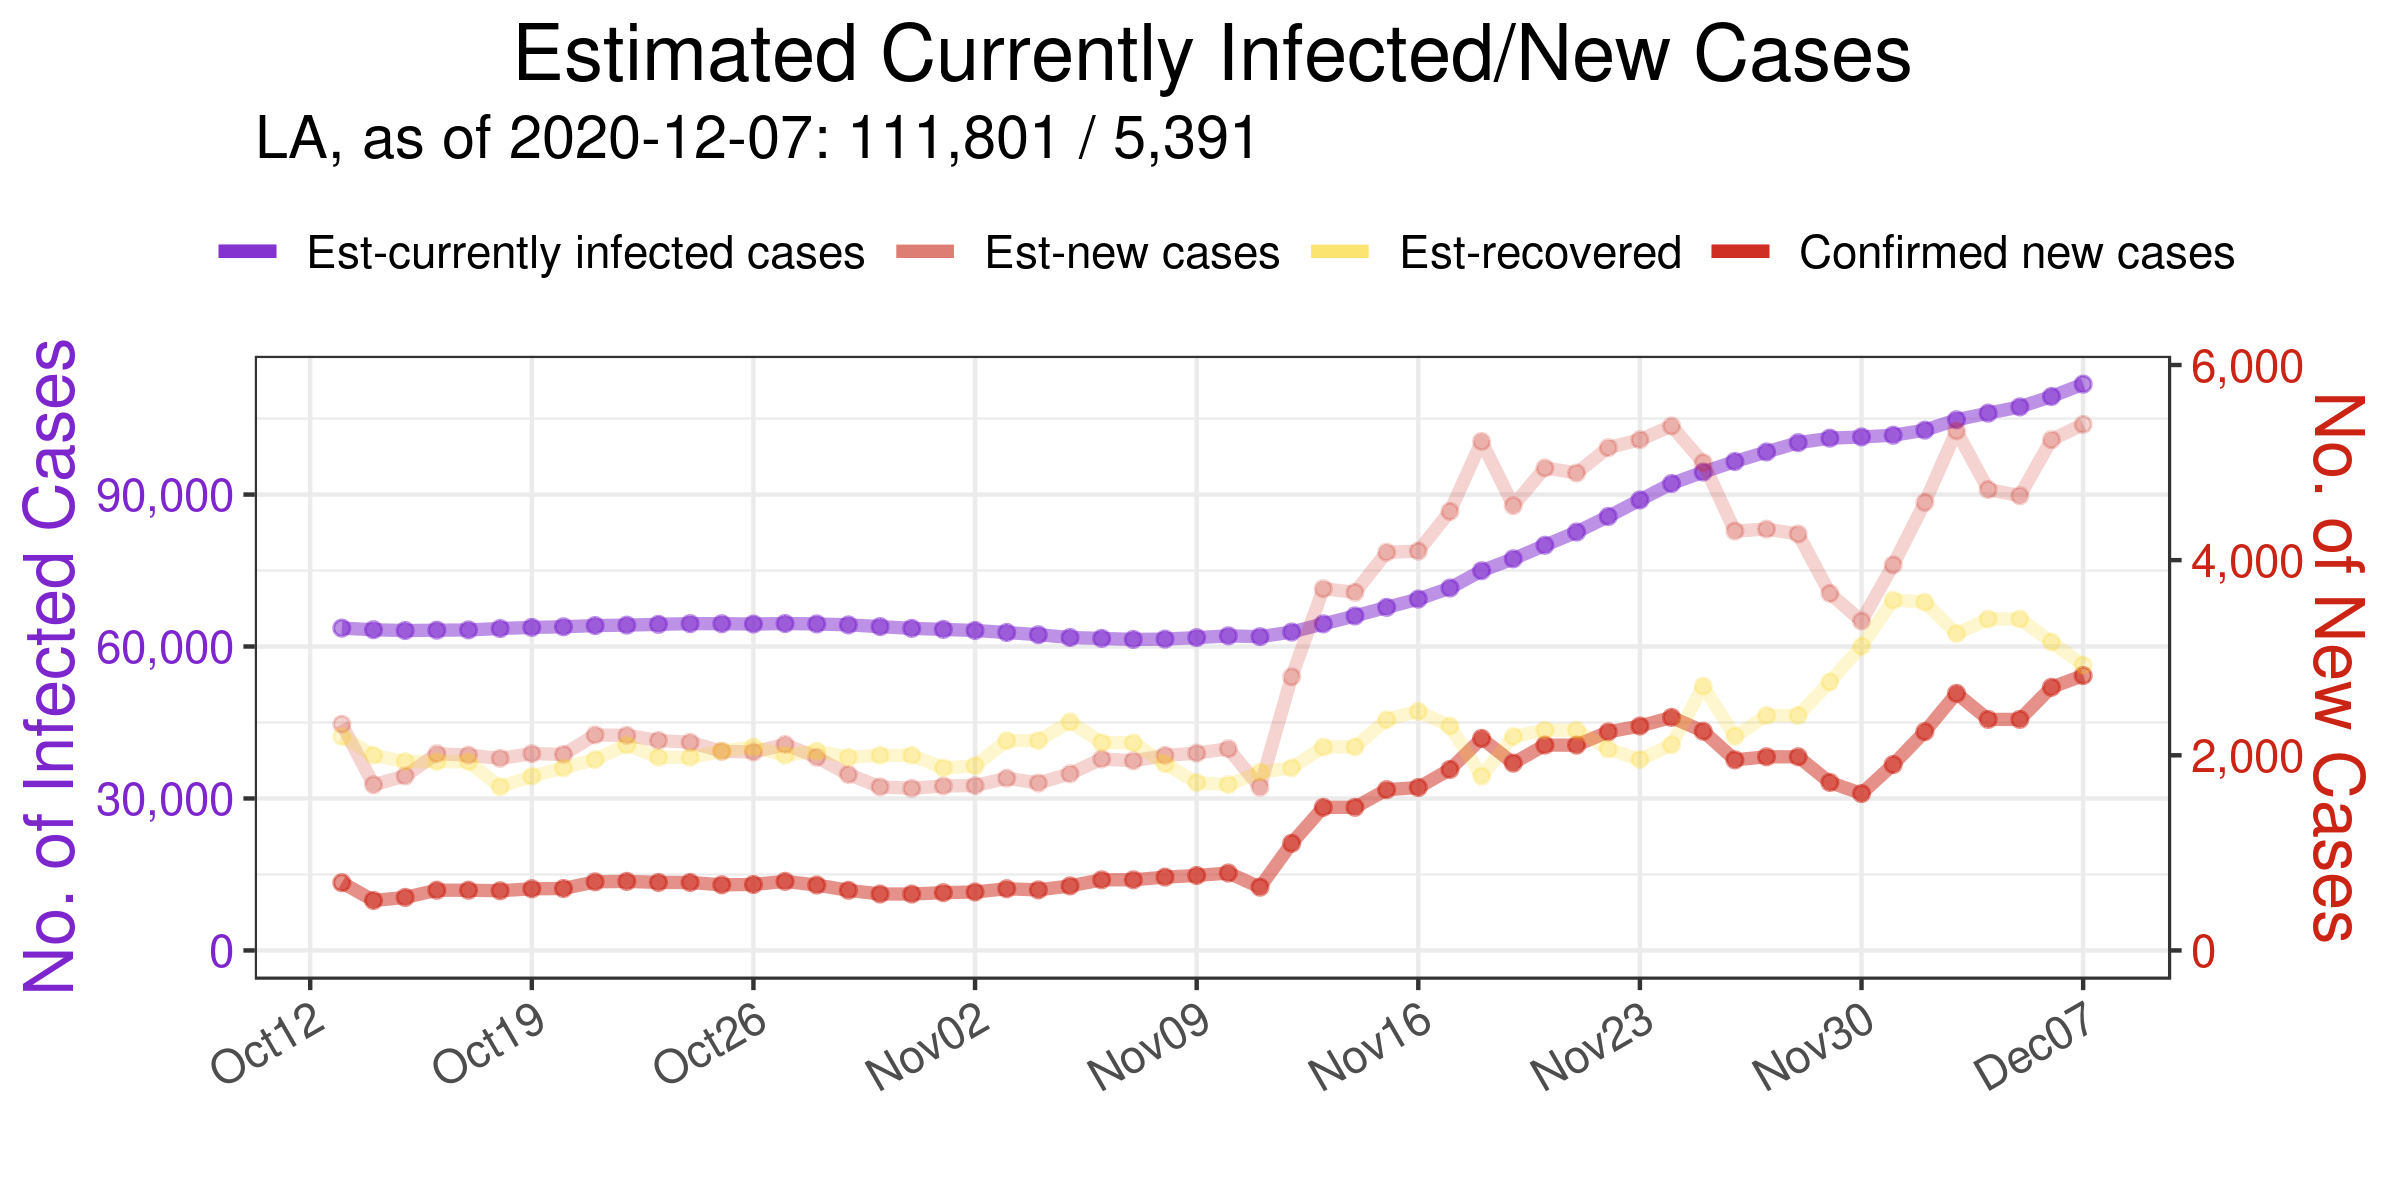 Estimated Currently Infected/New Cases
LA, as of 2020-12-07: 111,801 / 5,391
Est-currently infected cases Est-new cases Est-recovered Confirmed new cases
No. of Infected Cases
90,000
60,000
30,000
0
6,000
4,000
2,000
0
No. of New Cases
Oct12 Oct19 Oct26 Nov02 Nov09 Nov16 Nov23 Nov30 Dec07